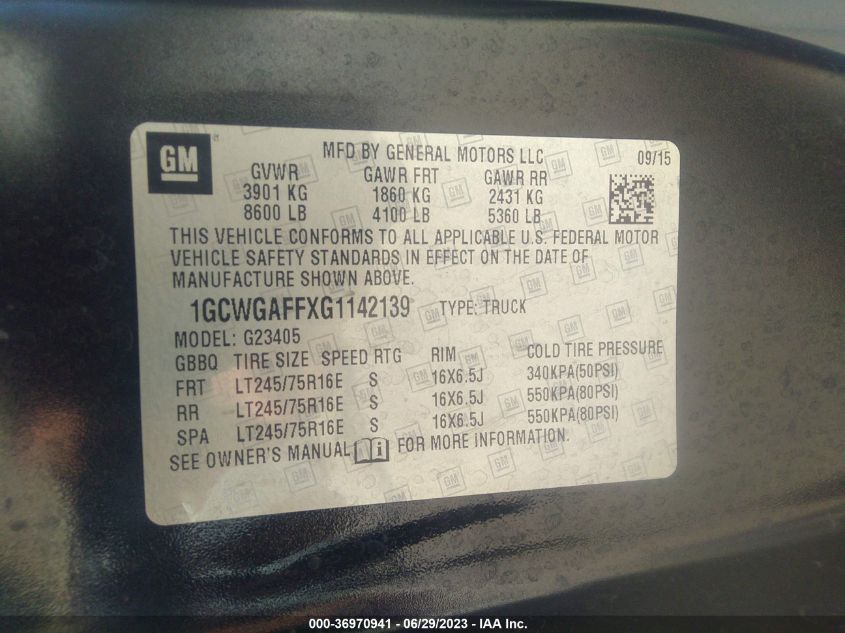 GM
MFD BY GENERAL MOTORS LLC 09/15
GVWR GAWR FRT GAWR RR
3901 KG 1860 KG 2431 KG
8600 LB 4100 LB 5360 LB
THIS VEHICLE CONFORMS TO ALL APPLICABLE U.S. FEDERAL MOTOR
VEHICLE SAFETY STANDARDS IN EFFECT ON THE DATE OF
MANUFACTURE SHOWN ABOVE.
1GCWGAFFXG1142139 TYPE: TRUCK
MODEL: G23405
GBBQ TIRE SIZE SPEED RTG RIM COLD TIRE PRESSURE
FRT LT245/75R16E S 16X6.5J 340KPA(50PSI)
RR LT245/75R16E S 16X6.5J 550KPA(80PSI)
SPA LT245/75R16E S 16X6.5J 550KPA(80PSI)
SEE OWNER'S MANUAL FOR MORE INFORMATION.
000-36970941 - 06/29/2023 - IAA Inc.